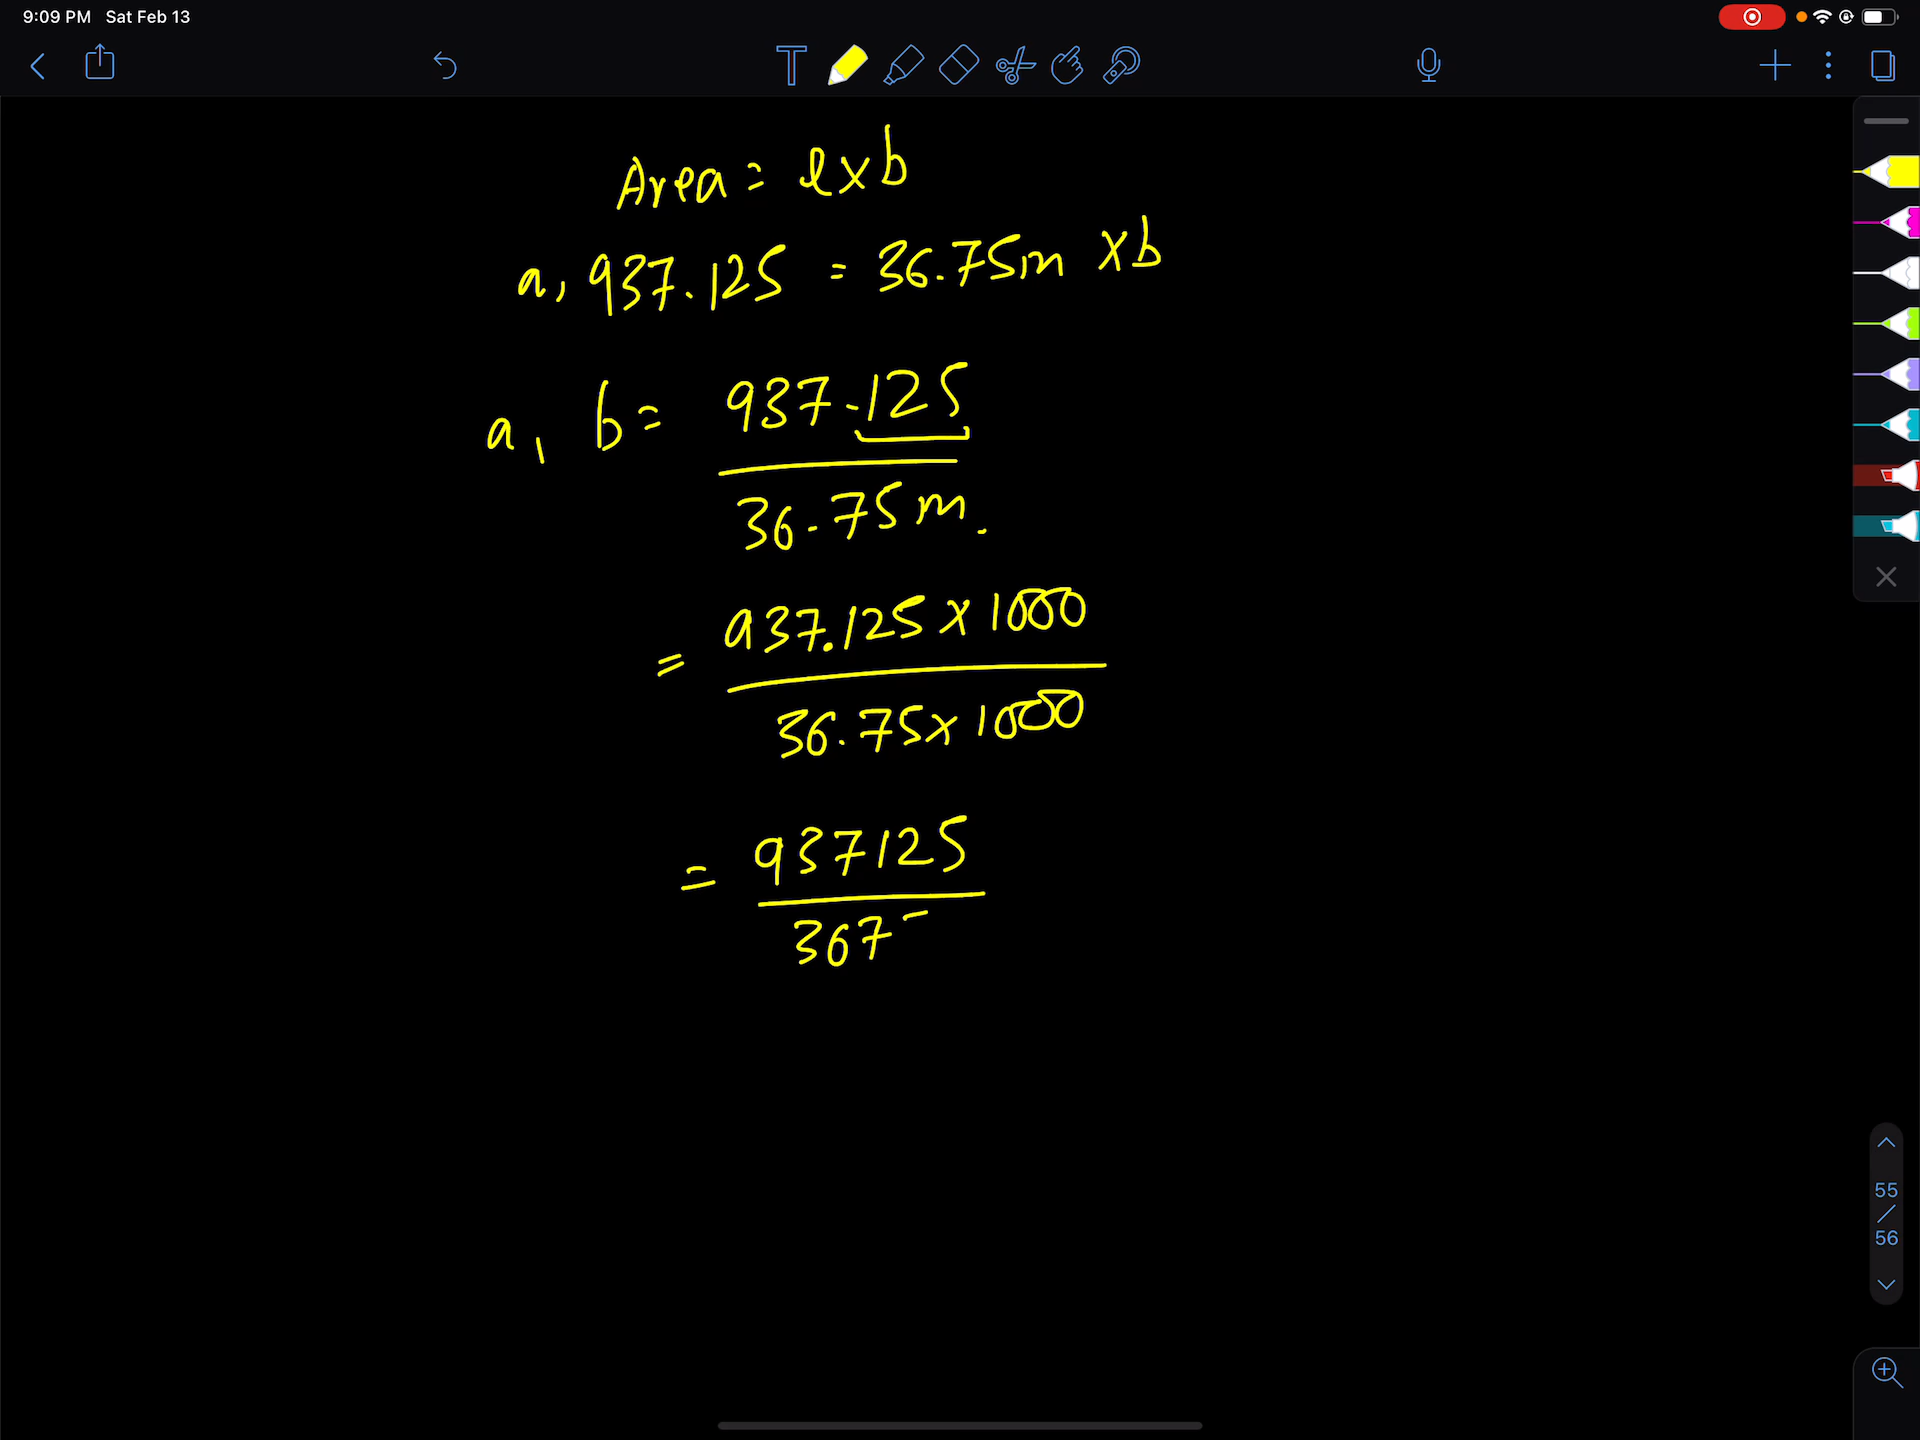 9:09 PM Sat Feb 13
Area = l x b
a, 937.125 = 36.75m x b
a, b = 937.125
36.75m.
= 937.125 x 1000
36.75 x 1000
= 937125
367
55
/
56